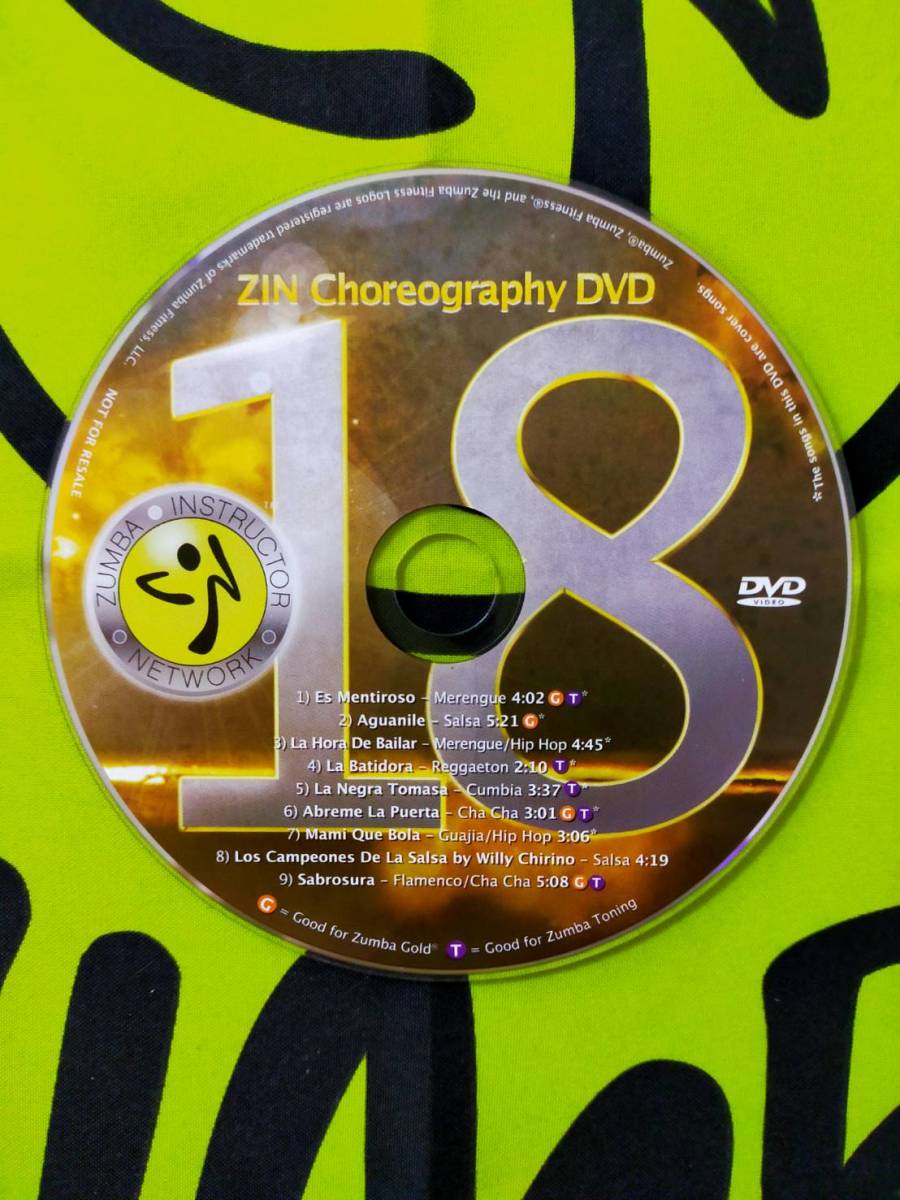 Zumba®, Zumba Fitness®, and the Zumba Fitness Logos are registered trademarks of Zumba Fitness, LLC.
NOT FOR RESALE
*The songs in this DVD are cover songs.
ZIN Choreography DVD
18
ZUMBA INSTRUCTOR
NETWORK
DVD
VIDEO
1) Es Mentiroso – Merengue 4:02 G T*
2) Aguanile – Salsa 5:21 G*
3) La Hora De Bailar – Merengue/Hip Hop 4:45*
4) La Batidora – Reggaeton 2:10 T*
5) La Negra Tomasa – Cumbia 3:37 T*
6) Abreme La Puerta – Cha Cha 3:01 G T*
7) Mami Que Bola – Guajia/Hip Hop 3:06*
8) Los Campeones De La Salsa by Willy Chirino – Salsa 4:19
9) Sabrosura – Flamenco/Cha Cha 5:08 G T
G = Good for Zumba Gold® T = Good for Zumba Toning